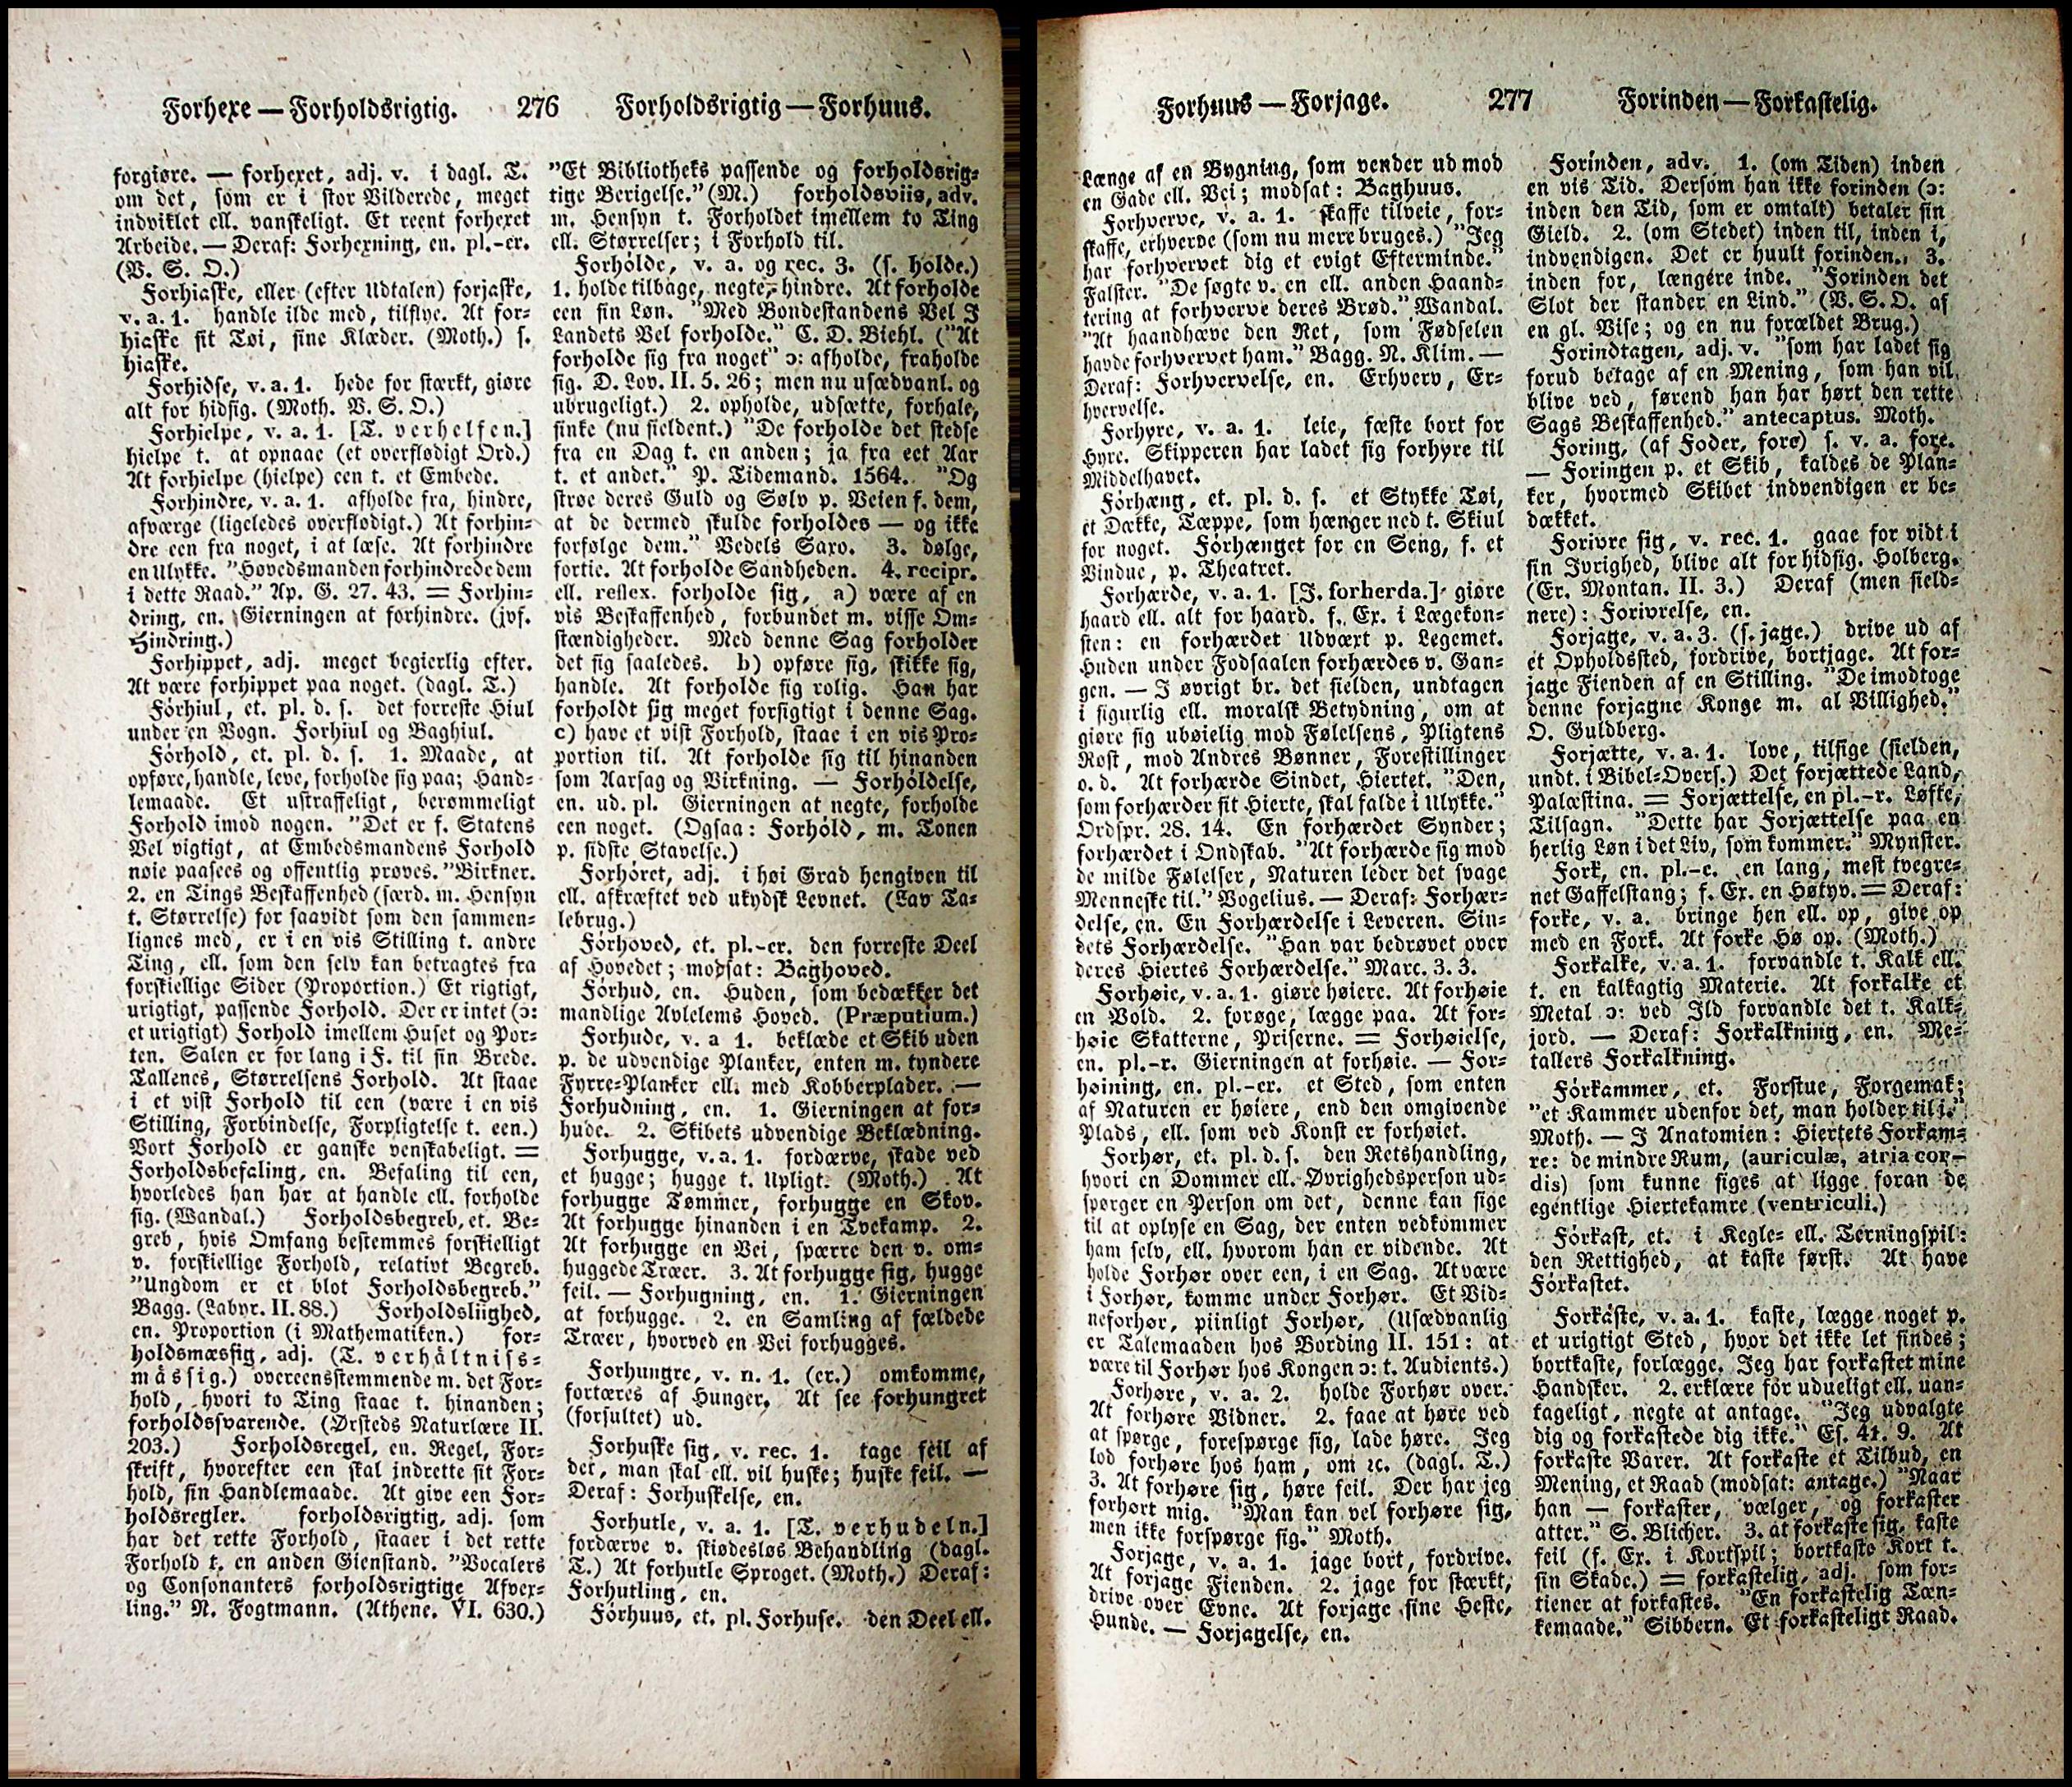 Forhexe — Forholdsrigtig. 276 Forholdsrigtig — Forhuus.
forgiøre. — forhexet, adj. v. i dagl. T.
om det, som er i stor Vilderede, meget
indviklet ell. vanskeligt. Et reent forhexet
Arbeide. — Deraf: Forhexning, en. pl.-er.
(V. S. O.)
Forhiaske, eller (efter Udtalen) forjaske,
v. a. 1. handle ilde med, tilflye. At for-
hiaske sit Tøi, sine Klæder. (Moth.) s.
hiaske.
Forhidse, v. a. 1. hede for stærkt, giøre
alt for hidsig. (Moth. V. S. O.)
Forhielpe, v. a. 1. [T. verhelfen.]
hielpe t. at opnaae (et overflødigt Ord.)
At forhielpe (hielpe) een t. et Embede.
Forhindre, v. a. 1. afholde fra, hindre,
afværge (ligeledes overflødigt.) At forhin-
dre een fra noget, i at læse. At forhindre
en Ulykke. "Høvedsmanden forhindrede dem
i dette Raad." Ap. G. 27. 43. = Forhin-
dring, en. Gierningen at forhindre. (jvf.
Hindring.)
Forhippet, adj. meget begierlig efter.
At være forhippet paa noget. (dagl. T.)
Fórhiul, et. pl. d. s. det forreste Hiul
under en Vogn. Forhiul og Baghiul.
Fórhold, et. pl. d. s. 1. Maade, at
opføre, handle, leve, forholde sig paa; Hand-
lemaade. Et ustraffeligt, berømmeligt
Forhold imod nogen. "Det er f. Statens
Vel vigtigt, at Embedsmandens Forhold
nøie paasees og offentlig prøves." Birkner.
2. en Tings Beskaffenhed (særd. m. Hensyn
t. Størrelse) for saavidt som den sammen-
lignes med, er i en vis Stilling t. andre
Ting, ell. som den selv kan betragtes fra
forskiellige Sider (Proportion.) Et rigtigt,
urigtigt, passende Forhold. Der er intet (ɔ:
et urigtigt) Forhold imellem Huset og Por-
ten. Salen er for lang i F. til sin Brede.
Tallenes, Størrelsens Forhold. At staae
i et vist Forhold til een (være i en vis
Stilling, Forbindelse, Forpligtelse t. een.)
Vort Forhold er ganske venskabeligt. =
Forholdsbefaling, en. Befaling til een,
hvorledes han har at handle ell. forholde
sig. (Wandal.) Forholdsbegreb, et. Be-
greb, hvis Omfang bestemmes forskielligt
v. forskiellige Forhold, relativt Begreb.
"Ungdom er et blot Forholdsbegreb."
Bagg. (Labyr. II. 88.) Forholdsliighed,
en. Proportion (i Mathematiken.) for-
holdsmæssig, adj. (T. verhältniss-
mässig.) overeensstemmende m. det For-
hold, hvori to Ting staae t. hinanden;
forholdssvarende. (Ørsteds Naturlære II.
203.) Forholdsregel, en. Regel, For-
skrift, hvorefter een skal indrette sit For-
hold, sin Handlemaade. At give een For-
holdsregler. forholdsrigtig, adj. som
har det rette Forhold, staaer i det rette
Forhold t. en anden Gienstand. "Vocalers
og Consonanters forholdsrigtige Afvex-
ling." N. Fogtmann. (Athene. VI. 630.)
"Et Bibliotheks passende og forholdsrig-
tige Berigelse." (M.) forholdsviis, adv.
m. Hensyn t. Forholdet imellem to Ting
ell. Størrelser; i Forhold til.
Forhólde, v. a. og rec. 3. (s. holde.)
1. holde tilbage, negte, hindre. At forholde
een sin Løn. "Med Bondestandens Vel I
Landets Vel forholde." C. D. Biehl. ("At
forholde sig fra noget" ɔ: afholde, fraholde
sig. D. Lov. II. 5. 26; men nu usædvanl. og
ubrugeligt.) 2. opholde, udsætte, forhale,
sinke (nu sieldent.) "De forholde det stedse
fra en Dag t. en anden; ja fra eet Aar
t. et andet." P. Tidemand. 1564. "Og
strøe deres Guld og Sølv p. Veien f. dem,
at de dermed skulde forholdes — og ikke
forfølge dem." Vedels Saxo. 3. dølge,
fortie. At forholde Sandheden. 4. recipr.
ell. reflex. forholde sig, a) være af en
vis Beskaffenhed, forbundet m. visse Om-
stændigheder. Med denne Sag forholder
det sig saaledes. b) opføre sig, skikke sig,
handle. At forholde sig rolig. Han har
forholdt sig meget forsigtigt i denne Sag.
c) have et vist Forhold, staae i en vis Pro-
portion til. At forholde sig til hinanden
som Aarsag og Virkning. — Forhóldelse,
en. ud. pl. Gierningen at negte, forholde
een noget. (Ogsaa: Forhóld, m. Tonen
p. sidste Stavelse.)
Forhóret, adj. i høi Grad hengiven til
ell. afkræftet ved ukydsk Levnet. (Lav Ta-
lebrug.)
Fórhoved, et. pl.-er. den forreste Deel
af Hovedet; modsat: Baghoved.
Fórhud, en. Huden, som bedækker det
mandlige Avlelems Hoved. (Præputium.)
Forhude, v. a 1. beklæde et Skib uden
p. de udvendige Planker, enten m. tyndere
Fyrre-Planker ell. med Kobberplader. —
Forhudning, en. 1. Gierningen at for-
hude. 2. Skibets udvendige Beklædning.
Forhugge, v. a. 1. fordærve, skade ved
et hugge; hugge t. Upligt. (Moth.) At
forhugge Tømmer, forhugge en Skov.
At forhugge hinanden i en Tvekamp. 2.
At forhugge en Vei, spærre den v. om-
huggede Træer. 3. At forhugge sig, hugge
feil. — Forhugning, en. 1. Gierningen
at forhugge. 2. en Samling af fældede
Træer, hvorved en Vei forhugges.
Forhungre, v. n. 1. (er.) omkomme,
fortæres af Hunger. At see forhungret
(forsultet) ud.
Forhuske sig, v. rec. 1. tage feil af
det, man skal ell. vil huske; huske feil. —
Deraf: Forhuskelse, en.
Forhutle, v. a. 1. [T. verhudeln.]
fordærve v. skiødesløs Behandling (dagl.
T.) At forhutle Sproget. (Moth.) Deraf:
Forhutling, en.
Fórhuus, et. pl. Forhuse. den Deel ell.
Forhuus — Forjage. 277 Forinden — Forkastelig.
Længe af en Bygning, som vender ud mod
en Gade ell. Vei; modsat: Baghuus.
Forhverve, v. a. 1. skaffe tilveie, for-
skaffe, erhverve (som nu mere bruges.) "Jeg
har forhvervet dig et evigt Efterminde."
Falster. "De søgte v. en ell. anden Haand-
tering at forhverve deres Brød." Wandal.
"At haandhæve den Ret, som Fødselen
havde forhvervet ham." Bagg. N. Klim. —
Deraf: Forhvervelse, en. Erhverv, Er-
hvervelse.
Forhyre, v. a. 1. leie, fæste bort for
Hyre. Skipperen har ladet sig forhyre til
Middelhavet.
Fórhæng, et. pl. d. s. et Stykke Tøi,
et Dække, Tæppe, som hænger ned t. Skiul
for noget. Fórhænget for en Seng, f. et
Vindue, p. Theatret.
Forhærde, v. a. 1. [J. forherda.] giøre
haard ell. alt for haard. f. Ex. i Lægekon-
sten: en forhærdet Udvæxt p. Legemet.
Huden under Fodsaalen forhærdes v. Gan-
gen. — I øvrigt br. det sielden, undtagen
i figurlig ell. moralsk Betydning, om at
giøre sig ubøielig mod Følelsens, Pligtens
Røst, mod Andres Bønner, Forestillinger
o. d. At forhærde Sindet, Hiertet. "Den,
som forhærder sit Hierte, skal falde i Ulykke."
Ordspr. 28. 14. En forhærdet Synder;
forhærdet i Ondskab. "At forhærde sig mod
de milde Følelser, Naturen leder det svage
Menneske til." Vogelius. — Deraf: Forhær-
delse, en. En Forhærdelse i Leveren. Sin-
dets Forhærdelse. "Han var bedrøvet over
deres Hiertes Forhærdelse." Marc. 3. 3.
Forhøie, v. a. 1. giøre høiere. At forhøie
en Vold. 2. forøge, lægge paa. At for-
høie Skatterne, Priserne. = Forhøielse,
en. pl.-r. Gierningen at forhøie. — For-
høining, en. pl.-er. et Sted, som enten
af Naturen er høiere, end den omgivende
Plads, ell. som ved Konst er forhøiet.
Forhør, et. pl. d. s. den Retshandling,
hvori en Dommer ell. Øvrighedsperson ud-
spørger en Person om det, denne kan sige
til at oplyse en Sag, der enten vedkommer
ham selv, ell. hvorom han er vidende. At
holde Forhør over een, i en Sag. At være
i Forhør, komme under Forhør. Et Vid-
neforhør, piinligt Forhør, (Usædvanlig
er Talemaaden hos Bording II. 151: at
være til Forhør hos Kongen ɔ: t. Audients.)
Forhøre, v. a. 2. holde Forhør over.
At forhøre Vidner. 2. faae at høre ved
at spørge, forespørge sig, lade høre. Jeg
lod forhøre hos ham, om ꝛc. (dagl. T.)
3. At forhøre sig, høre feil. Der har jeg
forhørt mig. "Man kan vel forhøre sig,
men ikke forspørge sig." Moth.
Forjage, v. a. 1. jage bort, fordrive.
At forjage Fienden. 2. jage for stærkt,
drive over Evne. At forjage sine Heste,
Hunde. — Forjagelse, en.
Forinden, adv. 1. (om Tiden) inden
en vis Tid. Dersom han ikke forinden (ɔ:
inden den Tid, som er omtalt) betaler sin
Gield. 2. (om Stedet) inden til, inden i,
indvendigen. Det er huult forinden. 3.
inden for, længere inde. "Forinden det
Slot der stander en Lind." (V. S. O. af
en gl. Vise; og en nu forældet Brug.)
Forindtagen, adj. v. "som har ladet sig
forud betage af en Mening, som han vil
blive ved, førend han har hørt den rette
Sags Beskaffenhed." antecaptus. Moth.
Foring, (af Foder, fore) s. v. a. fore.
— Foringen p. et Skib, kaldes de Plan-
ker, hvormed Skibet indvendigen er be-
dækket.
Forivre sig, v. rec. 1. gaae for vidt i
sin Ivrighed, blive alt for hidsig. Holberg.
(Er. Montan. II. 3.) Deraf (men sield-
nere): Forivrelse, en.
Forjage, v. a. 3. (s. jage.) drive ud af
et Opholdssted, fordrive, bortjage. At for-
jage Fienden af en Stilling. "De imodtoge
denne forjagne Konge m. al Villighed."
O. Guldberg.
Forjætte, v. a. 1. love, tilsige (sielden,
undt. i Bibel-Overs.) Det forjættede Land,
Palæstina. = Forjættelse, en pl.-r. Løfte,
Tilsagn. "Dette har Forjættelse paa en
herlig Løn i det Liv, som kommer." Mynster.
Fork, en. pl.-e. en lang, mest tvegre-
net Gaffelstang; f. Ex. en Høtyv. = Deraf:
forke, v. a. bringe hen ell. op, give op
med en Fork. At forke Hø op. (Moth.)
Forkalke, v. a. 1. forvandle t. Kalk ell.
t. en kalkagtig Materie. At forkalke et
Metal ɔ: ved Ild forvandle det t. Kalk-
jord. — Deraf: Forkalkning, en. Me-
tallers Forkalkning.
Fórkammer, et. Forstue, Forgemak;
"et Kammer udenfor det, man holder til i."
Moth. — I Anatomien: Hiertets Forkam-
re: de mindre Rum, (auriculæ, atria cor-
dis) som kunne siges at ligge foran de
egentlige Hiertekamre (ventriculi.)
Fórkast, et. i Kegle- ell. Terningspil:
den Rettighed, at kaste først. At have
Fórkastet.
Forkáste, v. a. 1. kaste, lægge noget p.
et urigtigt Sted, hvor det ikke let findes;
bortkaste, forlægge. Jeg har forkastet mine
Handsker. 2. erklære for udueligt ell. uan-
tageligt, negte at antage. "Jeg udvalgte
dig og forkastede dig ikke." Es. 41. 9. At
forkaste Varer. At forkaste et Tilbud, en
Mening, et Raad (modsat: antage.) "Naar
han — forkaster, vælger, og forkaster
atter." S. Blicher. 3. at forkaste sig, kaste
feil (f. Ex. i Kortspil; bortkaste Kort t.
sin Skade.) = forkastelig, adj. som for-
tiener at forkastes. "En forkastelig Tæn-
kemaade." Sibbern. Et forkasteligt Raad.